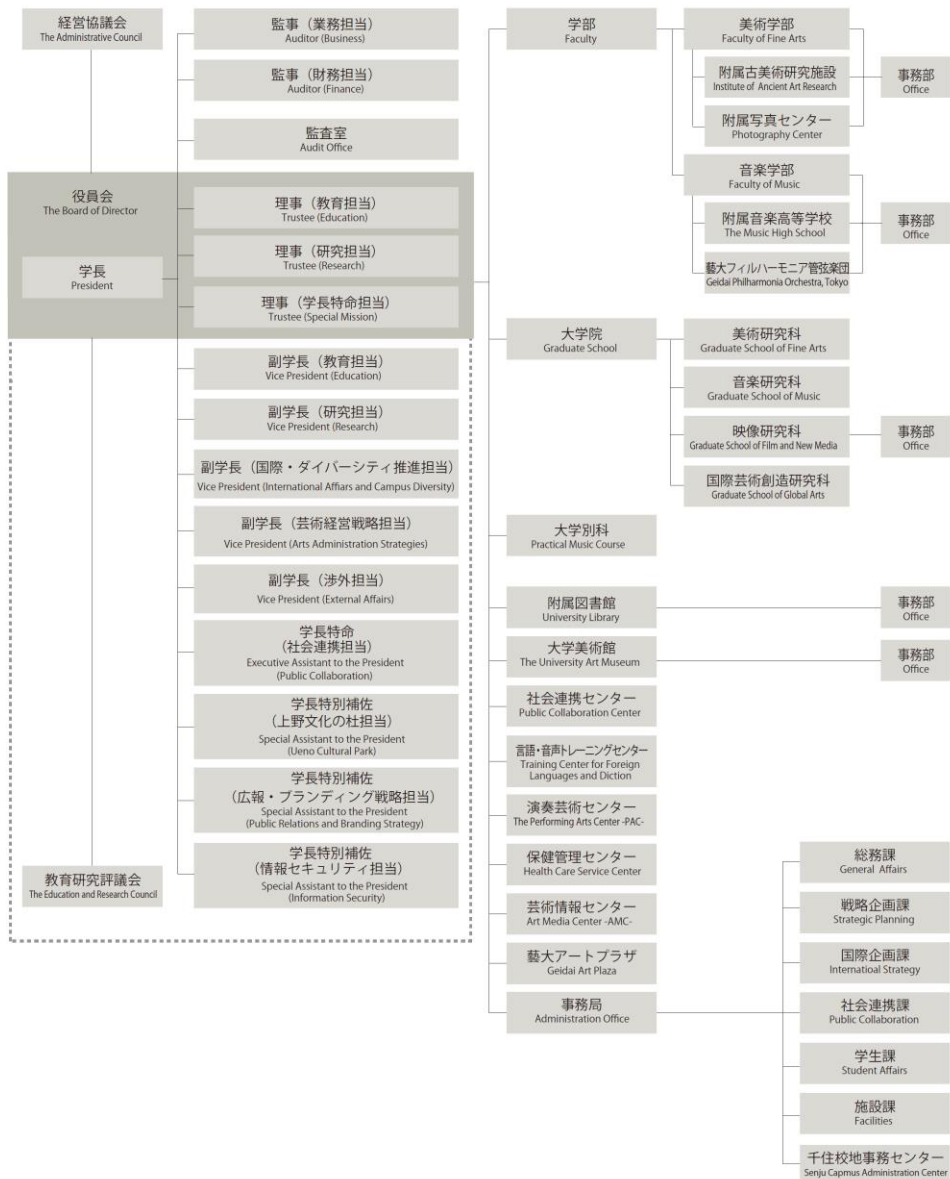 経営協議会
The Administrative Council
役員会
The Board of Director
学長
President
教育研究評議会
The Education and Research Council
監事（業務担当）
Auditor (Business)
監事（財務担当）
Auditor (Finance)
監査室
Audit Office
理事（教育担当）
Trustee (Education)
理事（研究担当）
Trustee (Research)
理事（学長特命担当）
Trustee (Special Mission)
副学長（教育担当）
Vice President (Education)
副学長（研究担当）
Vice President (Research)
副学長（国際・ダイバーシティ推進担当）
Vice President (International Affiars and Campus Diversity)
副学長（芸術経営戦略担当）
Vice President (Arts Administration Strategies)
副学長（渉外担当）
Vice President (External Affairs)
学長特命
（社会連携担当）
Executive Assistant to the President
(Public Collaboration)
学長特別補佐
（上野文化の杜担当）
Special Assistant to the President
(Ueno Cultural Park)
学長特別補佐
（広報・ブランディング戦略担当）
Special Assistant to the President
(Public Relations and Branding Strategy)
学長特別補佐
（情報セキュリティ担当）
Special Assistant to the President
(Information Security)
学部
Faculty
美術学部
Faculty of Fine Arts
附属古美術研究施設
Institute of Ancient Art Research
附属写真センター
Photography Center
事務部
Office
音楽学部
Faculty of Music
附属音楽高等学校
The Music High School
藝大フィルハーモニア管弦楽団
Geidai Philharmonia Orchestra, Tokyo
事務部
Office
大学院
Graduate School
美術研究科
Graduate School of Fine Arts
音楽研究科
Graduate School of Music
映像研究科
Graduate School of Film and New Media
事務部
Office
国際芸術創造研究科
Graduate School of Global Arts
大学別科
Practical Music Course
附属図書館
University Library
事務部
Office
大学美術館
The University Art Museum
事務部
Office
社会連携センター
Public Collaboration Center
言語・音声トレーニングセンター
Training Center for Foreign
Languages and Diction
演奏芸術センター
The Performing Arts Center -PAC-
保健管理センター
Health Care Service Center
芸術情報センター
Art Media Center -AMC-
藝大アートプラザ
Geidai Art Plaza
事務局
Administration Office
総務課
General Affairs
戦略企画課
Strategic Planning
国際企画課
Internatioal Strategy
社会連携課
Public Collaboration
学生課
Student Affairs
施設課
Facilities
千住校地事務センター
Senju Capmus Administration Center